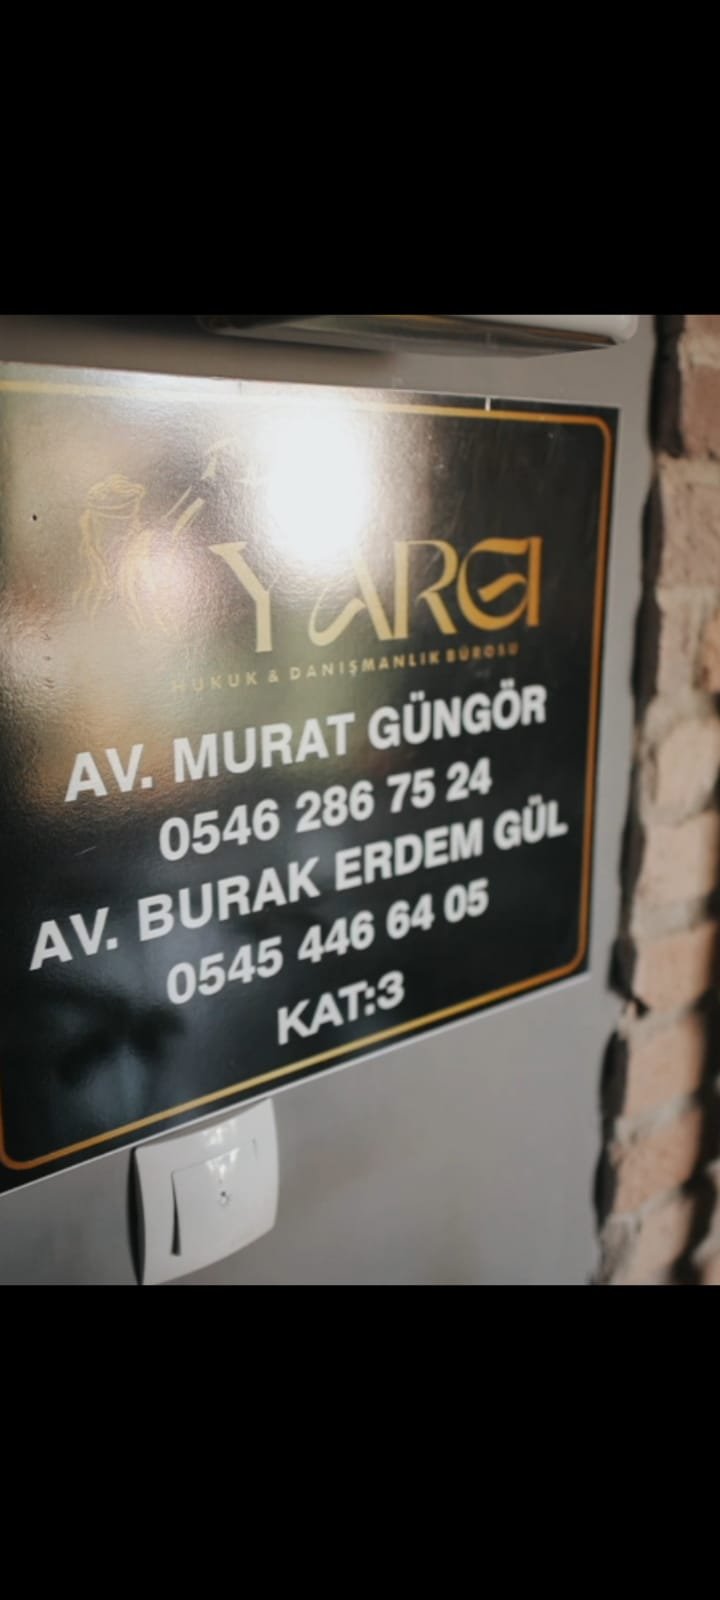 YARGI
HUKUK & DANIŞMANLIK BÜROSU
AV. MURAT GÜNGÖR
0546 286 75 24
AV. BURAK ERDEM GÜL
0545 446 64 05
KAT:3